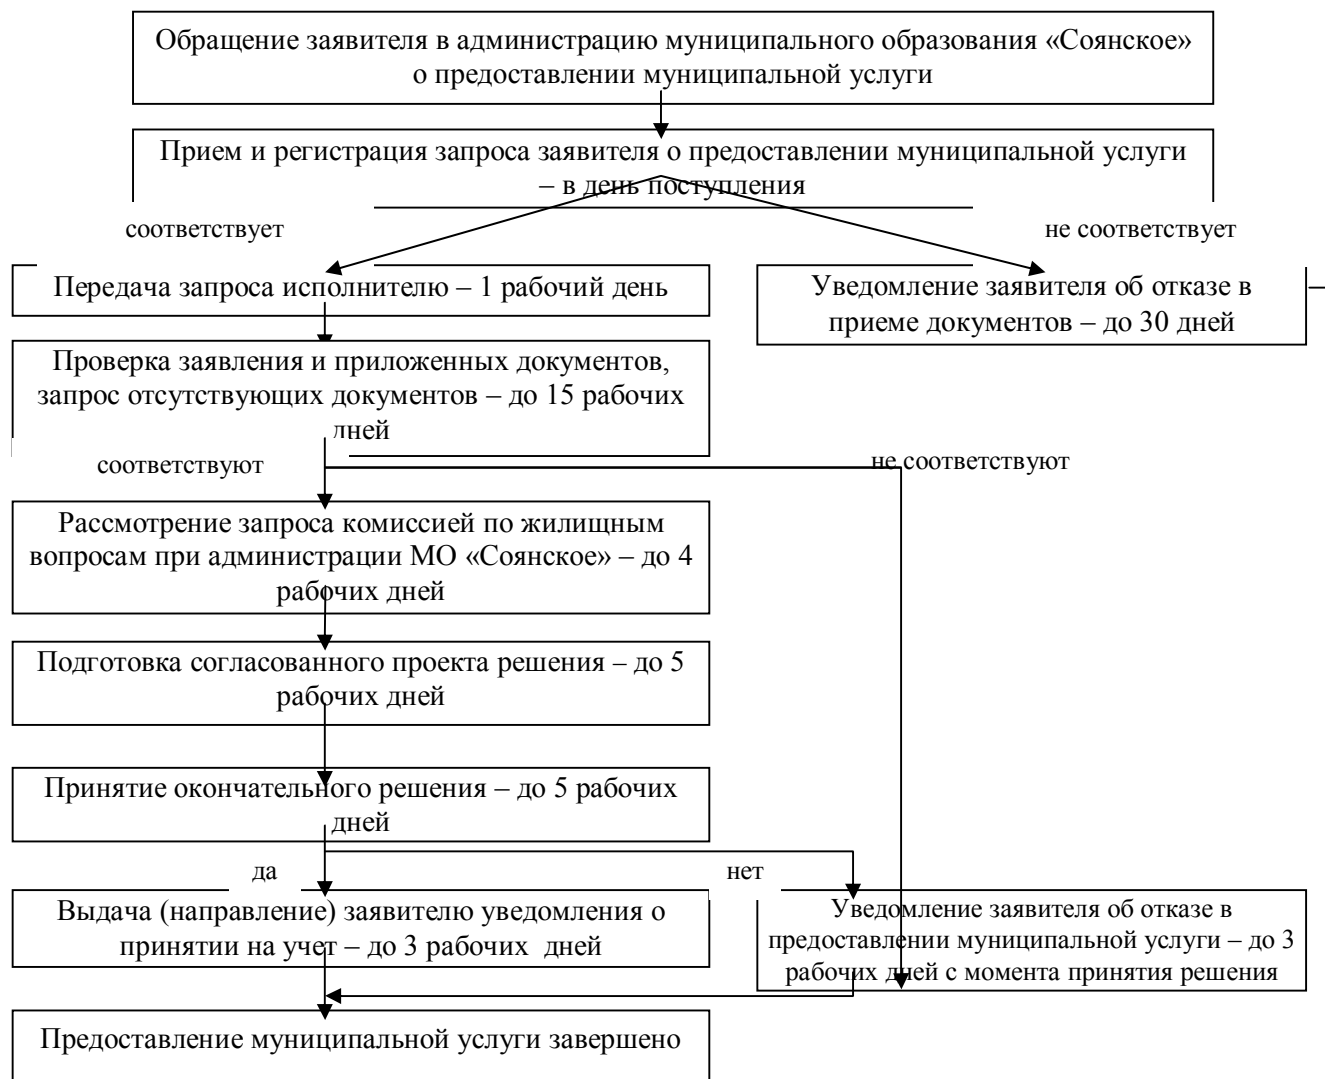 Обращение заявителя в администрацию муниципального образования «Соянское»
о предоставлении муниципальной услуги
Прием и регистрация запроса заявителя о предоставлении муниципальной услуги
– в день поступления
соответствует
не соответствует
Передача запроса исполнителю – 1 рабочий день
Уведомление заявителя об отказе в
приеме документов – до 30 дней
Проверка заявления и приложенных документов,
запрос отсутствующих документов – до 15 рабочих
дней
соответствуют
не соответствуют
Рассмотрение запроса комиссией по жилищным
вопросам при администрации МО «Соянское» – до 4
рабочих дней
Подготовка согласованного проекта решения – до 5
рабочих дней
Принятие окончательного решения – до 5 рабочих
дней
да
нет
Выдача (направление) заявителю уведомления о
принятии на учет – до 3 рабочих дней
Уведомление заявителя об отказе в
предоставлении муниципальной услуги – до 3
рабочих дней с момента принятия решения
Предоставление муниципальной услуги завершено